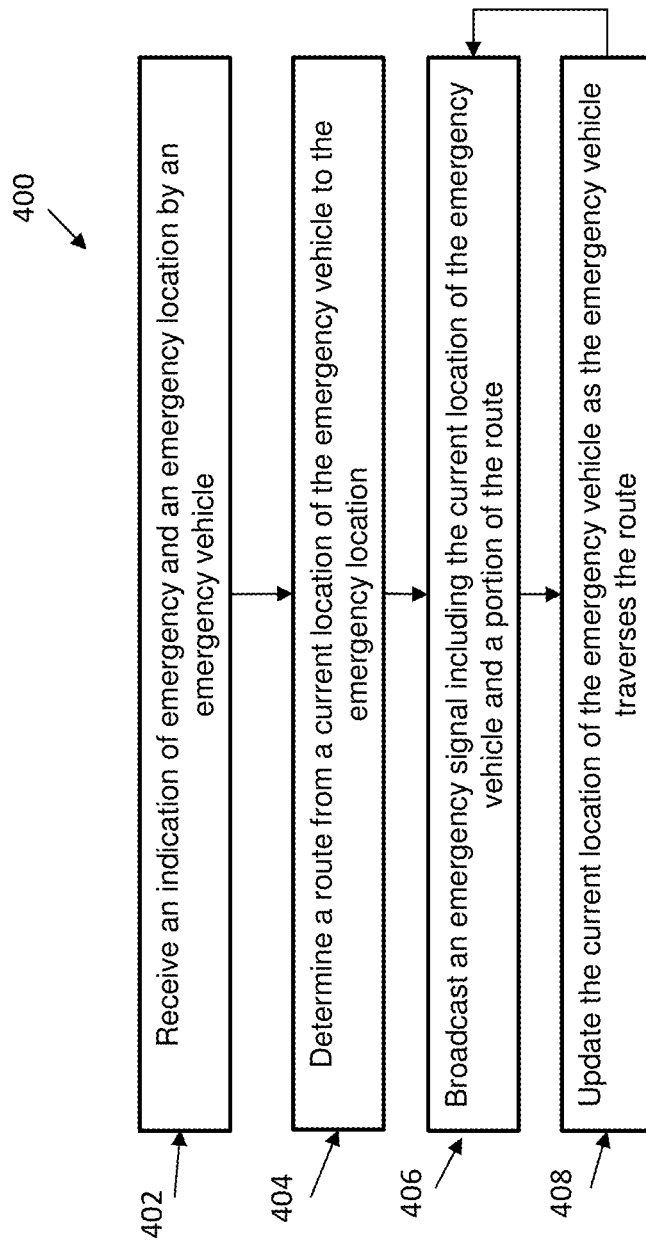 400
402
Receive an indication of emergency and an emergency location by an
emergency vehicle
404
Determine a route from a current location of the emergency vehicle to the
emergency location
406
Broadcast an emergency signal including the current location of the emergency
vehicle and a portion of the route
408
Update the current location of the emergency vehicle as the emergency vehicle
traverses the route